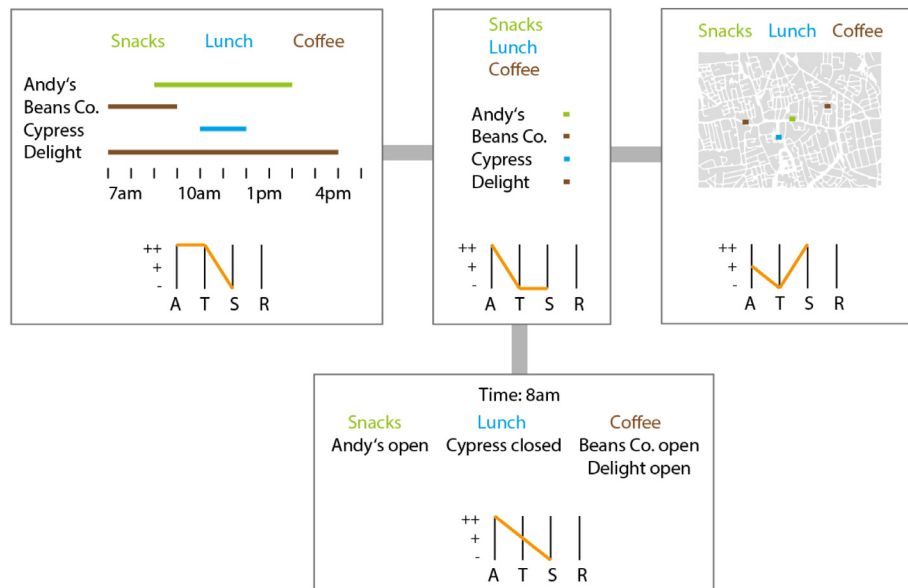 Snacks Lunch Coffee
Andy's
Beans Co.
Cypress
Delight
7am 10am 1pm 4pm
++
+
-
A T S R
Snacks
Lunch
Coffee
Andy's
Beans Co.
Cypress
Delight
++
+
-
A T S R
Snacks Lunch Coffee
++
+
-
A T S R
Time: 8am
Snacks Lunch Coffee
Andy's open Cypress closed Beans Co. open
Delight open
++
+
-
A T S R